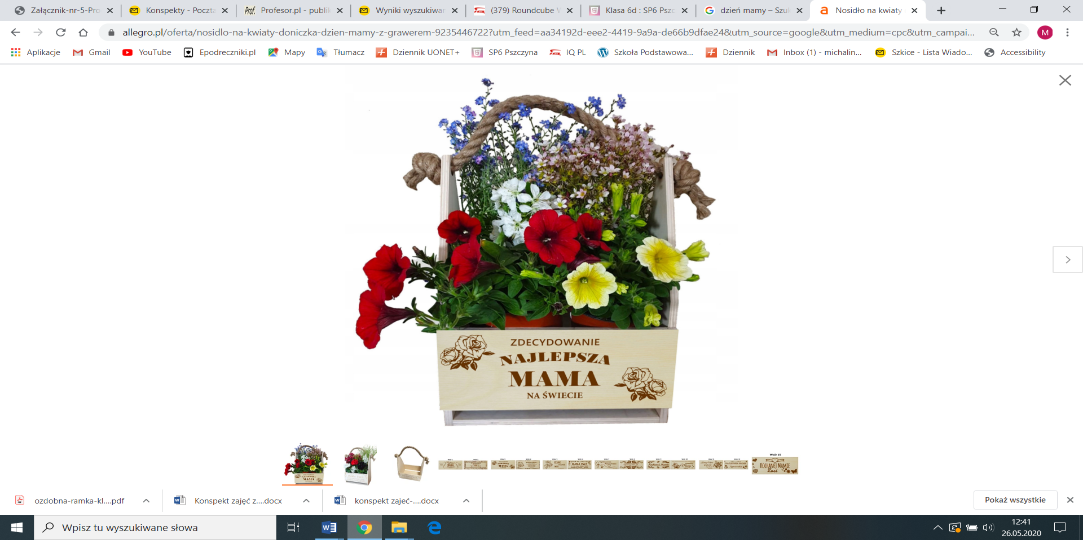 Załącznik-nr-5-Pro
Konspekty - Poczta
Profesor.pl - publi
Wyniki wyszukiwan
(379) Roundcube
Klasa 6d : SP6 Pszc
dzień mamy – Szu
Nosidło na kwiaty
allegro.pl/oferta/nosidlo-na-kwiaty-doniczka-dzien-mamy-z-grawerem-9235446722?utm_feed=aa34192d-eee2-4419-9a9a-de66b9dfae24&utm_source=google&utm_medium=cpc&utm_campai...
M
Aplikacje Gmail YouTube Epodreczniki.pl Mapy Tłumacz Dziennik UONET+ SP6 Pszczyna IQ PL Szkoła Podstawowa... Dziennik Inbox (1) - michalin... Szkice - Lista Wiado... Accessibility
ZDECYDOWANIE
NAJLEPSZA
MAMA
NA ŚWIECIE
ozdobna-ramka-kl....pdf
Konspekt zajęć z....docx
konspekt zajeć-....docx
Pokaż wszystkie
Wpisz tu wyszukiwane słowa
12:41
26.05.2020